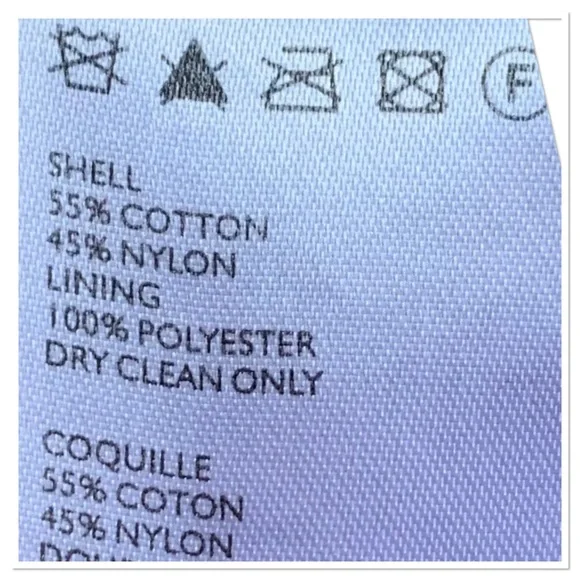 F
SHELL
55% COTTON
45% NYLON
LINING
100% POLYESTER
DRY CLEAN ONLY
COQUILLE
55% COTON
45% NYLON